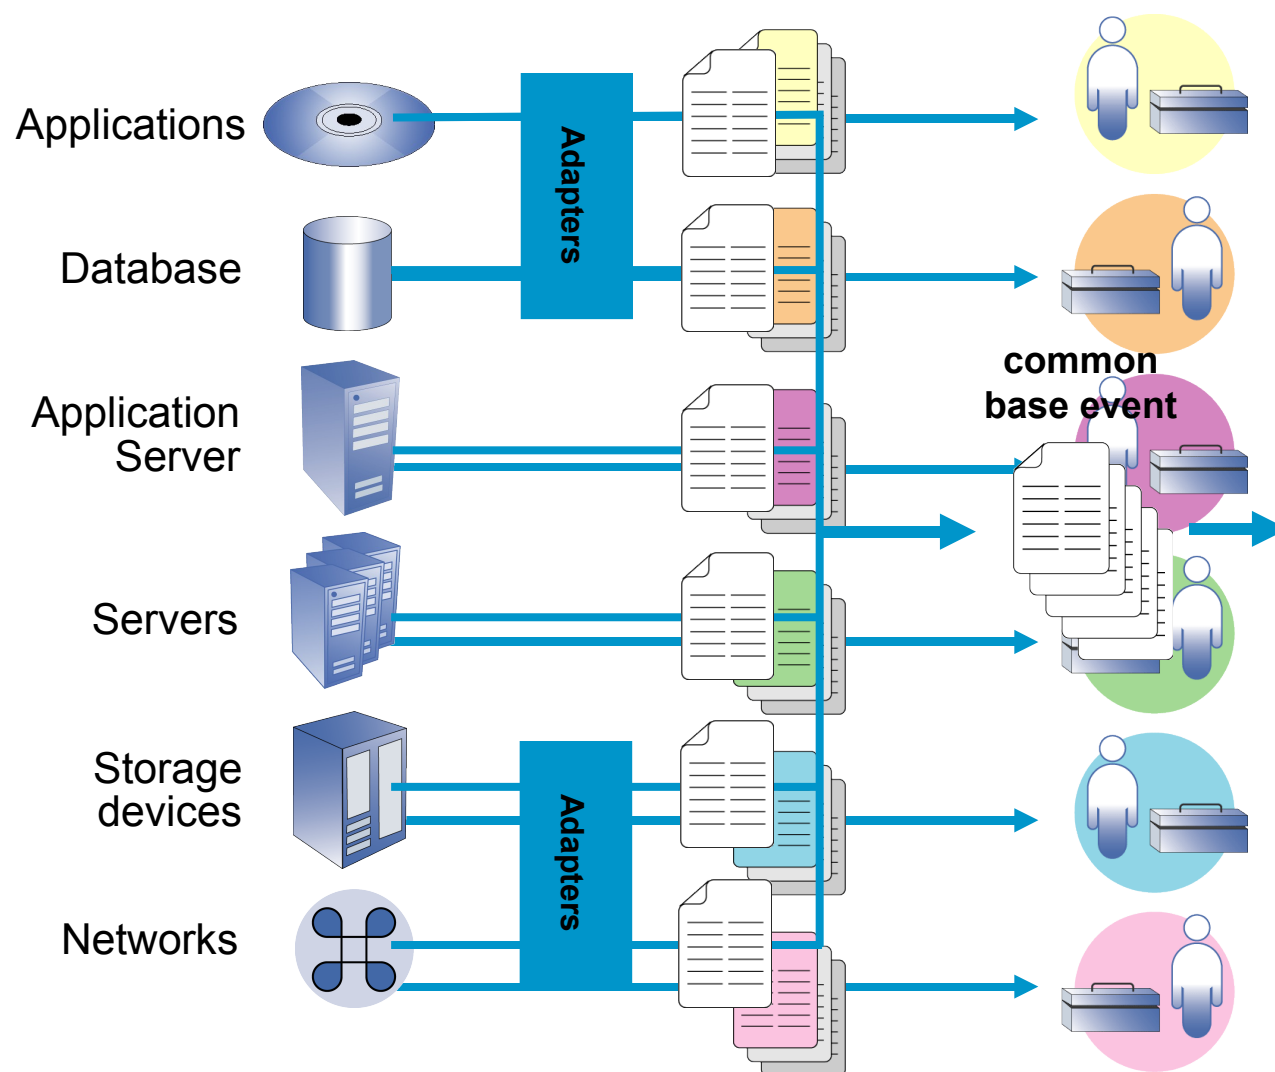 Applications
Adapters
Database
common
base event
Application
Server
Servers
Storage
devices
Adapters
Networks